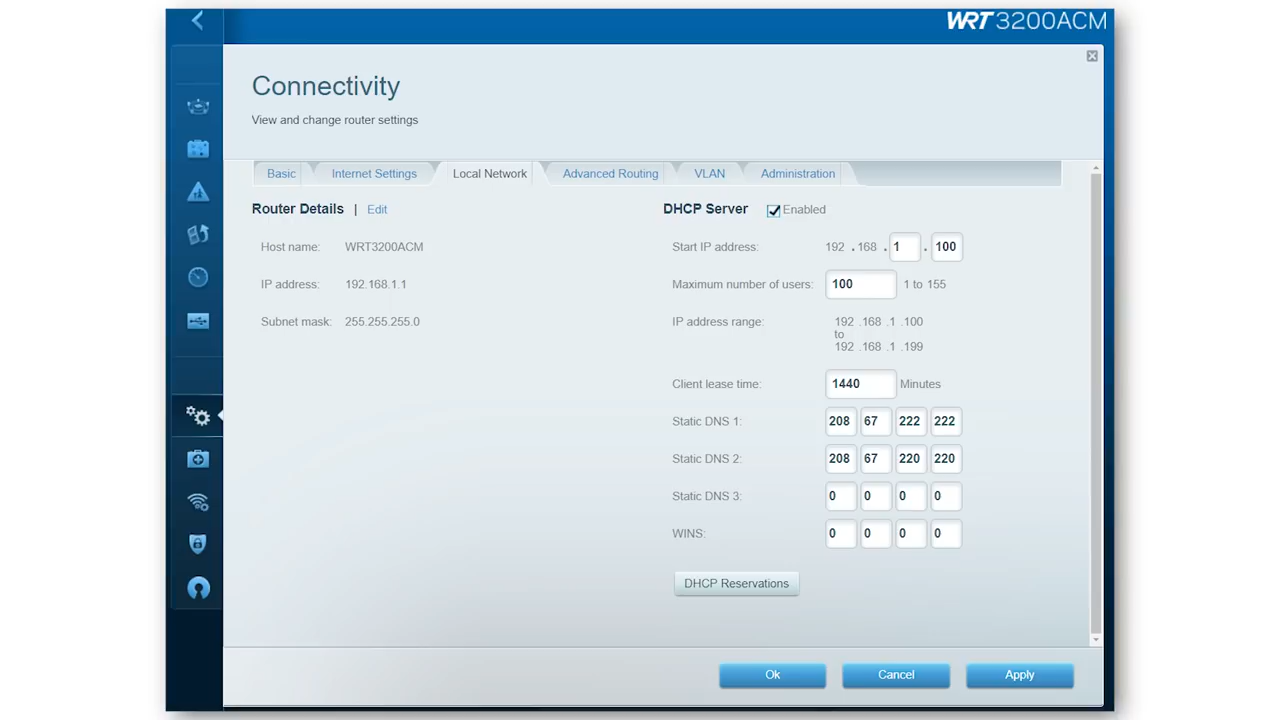 WRT 3200ACM
Connectivity
View and change router settings
Basic Internet Settings Local Network Advanced Routing VLAN Administration
Router Details | Edit
Host name: WRT3200ACM
IP address: 192.168.1.1
Subnet mask: 255.255.255.0
DHCP Server Enabled
Start IP address: 192 . 168 . 1 . 100
Maximum number of users: 100 1 to 155
IP address range: 192 .168 .1 .100
to
192 .168 .1 .199
Client lease time: 1440 Minutes
Static DNS 1: 208 67 222 222
Static DNS 2: 208 67 220 220
Static DNS 3: 0 0 0 0
WINS: 0 0 0 0
DHCP Reservations
Ok Cancel Apply